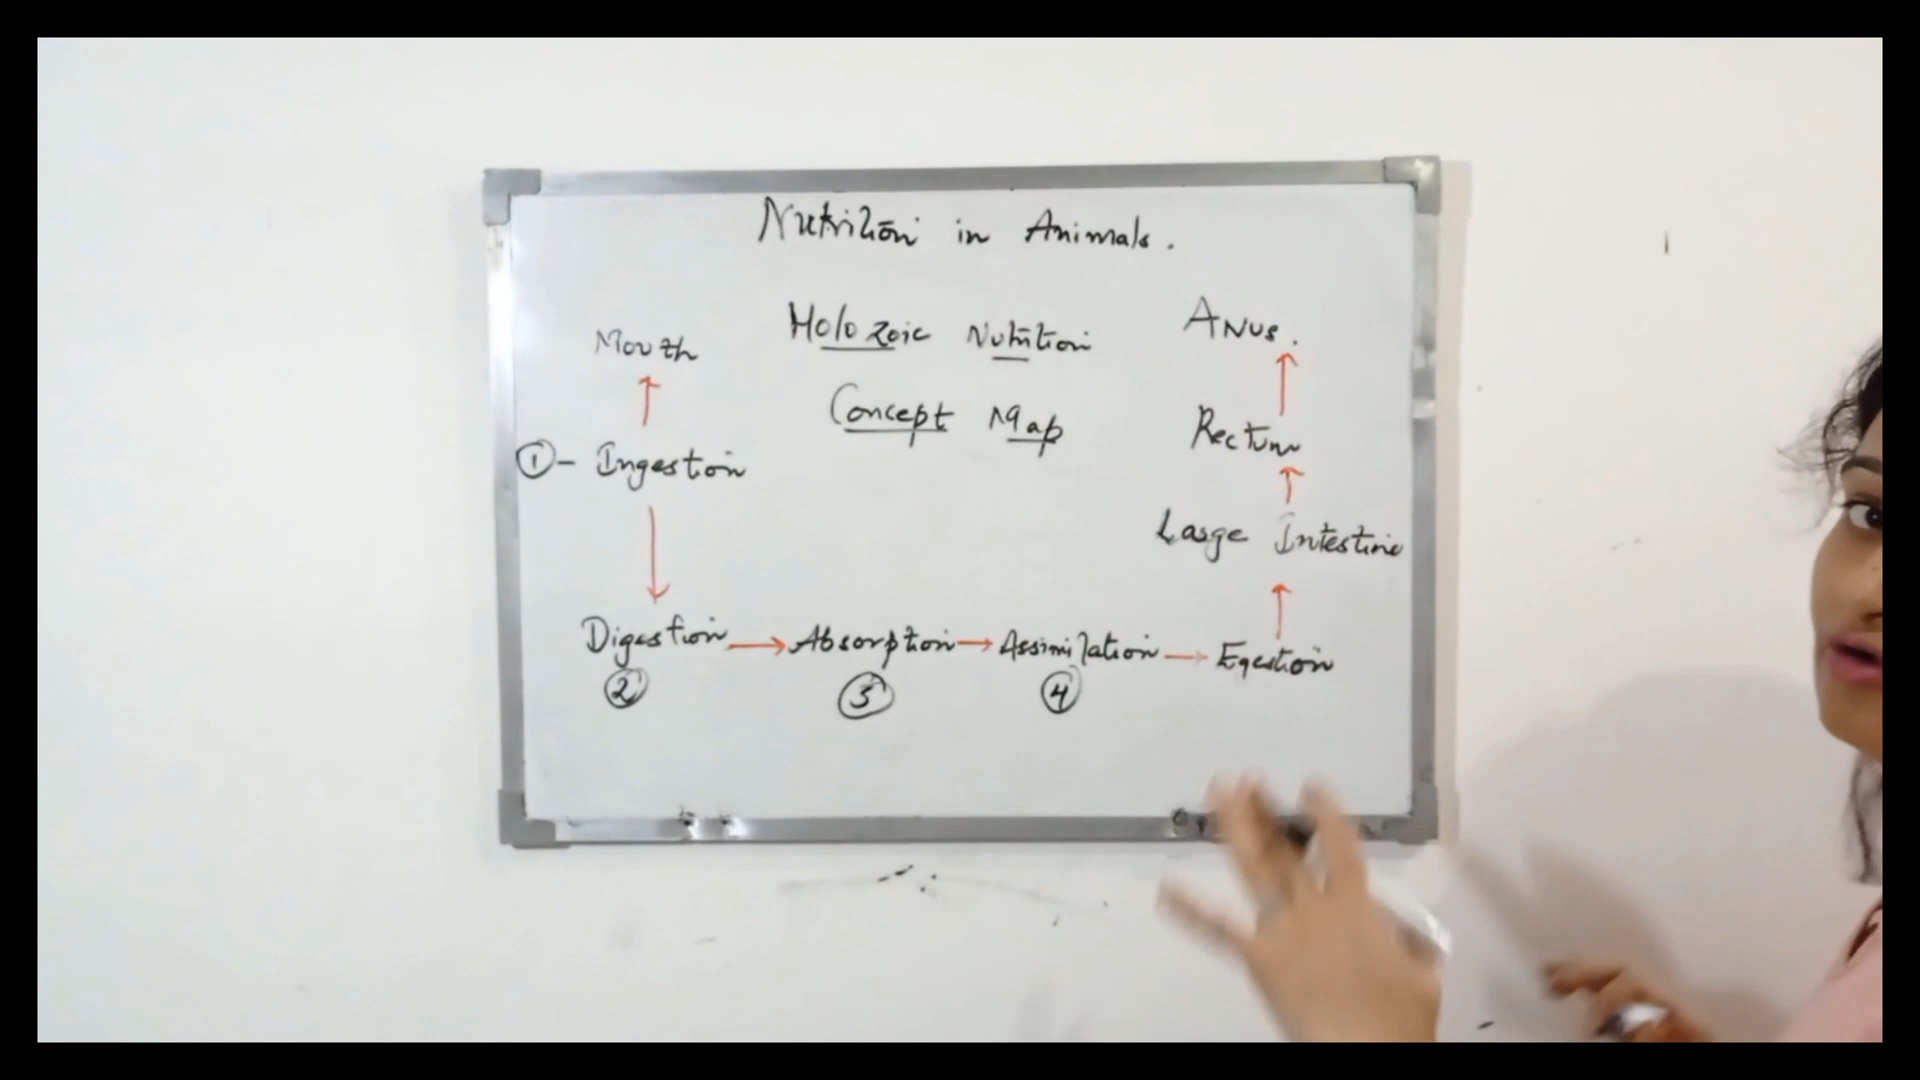 Nutrition in Animals.
Holozoic Nutrition
Concept Map
Mouth
① - Ingestion
Digestion → Absorption → Assimilation → Egestion
② ③ ④
Large Intestine
Rectum
Anus.